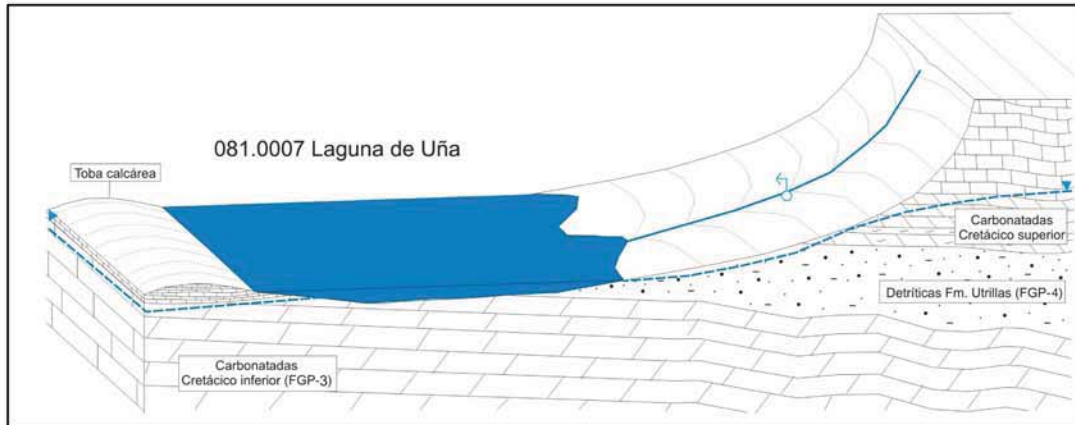 081.0007 Laguna de Uña
Toba calcárea
Carbonatadas
Cretácico superior
Detríticas Fm. Utrillas (FGP-4)
Carbonatadas
Cretácico inferior (FGP-3)